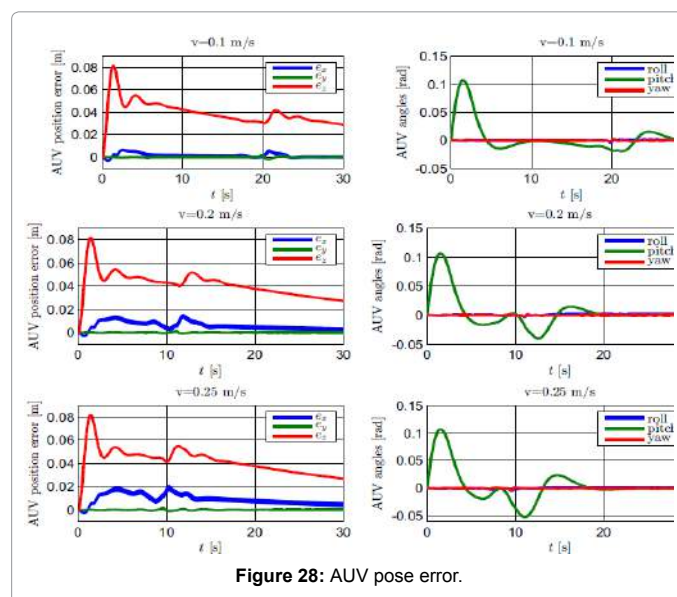 v=0.1 m/s
AUV position error [m]
0.08
0.06
0.04
0.02
0
0
10
20
30
t [s]
e_x
e_y
e_z
v=0.1 m/s
AUV angles [rad]
0.15
0.1
0.05
0
-0.05
0
10
20
t [s]
roll
pitch
yaw
v=0.2 m/s
AUV position error [m]
0.08
0.06
0.04
0.02
0
0
10
20
30
t [s]
e_x
e_y
e_z
v=0.2 m/s
AUV angles [rad]
0.15
0.1
0.05
0
-0.05
0
10
20
t [s]
roll
pitch
yaw
v=0.25 m/s
AUV position error [m]
0.08
0.06
0.04
0.02
0
0
10
20
30
t [s]
e_x
e_y
e_z
v=0.25 m/s
AUV angles [rad]
0.15
0.1
0.05
0
-0.05
0
10
20
t [s]
roll
pitch
yaw
Figure 28: AUV pose error.